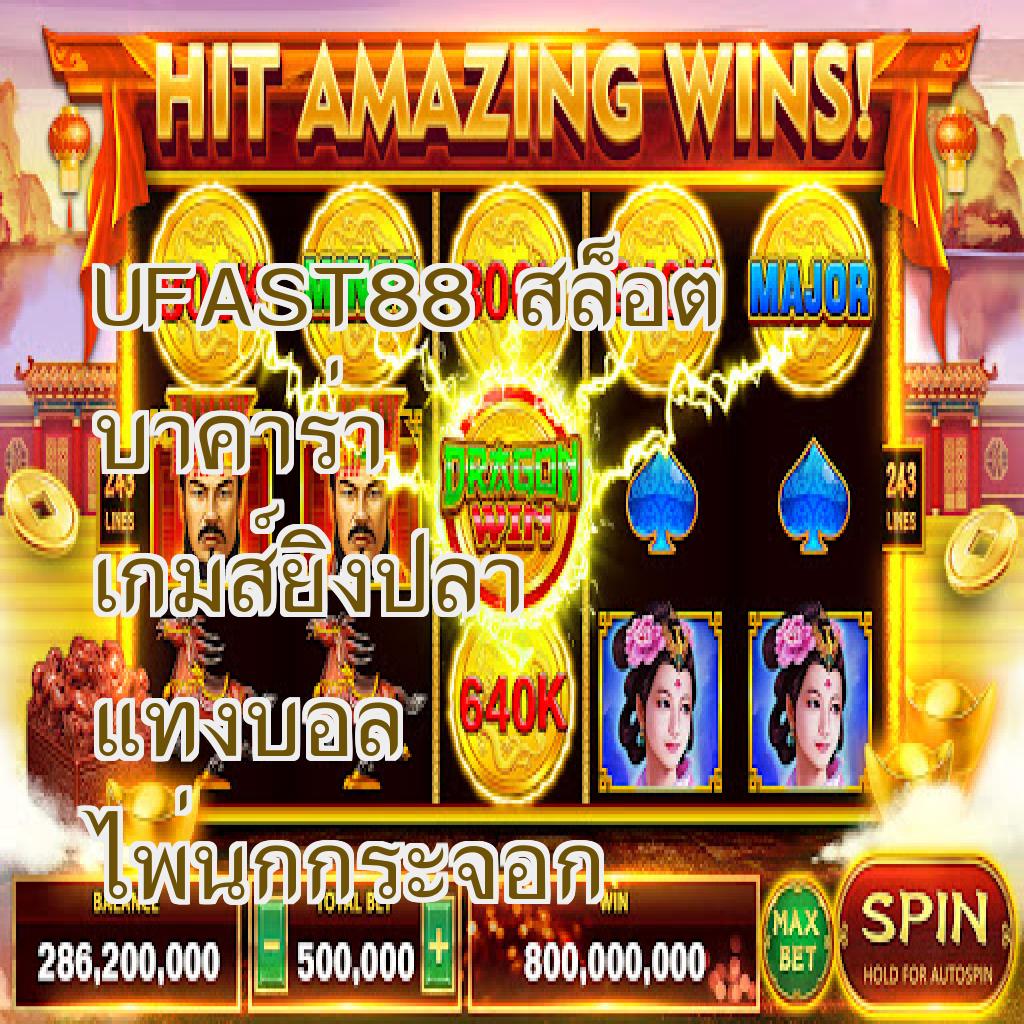 HIT AMAZING WINS!
MAJOR
UFAST88 สล็อต
บาคาร่า
DRAGON
WIN
243
LINES
243
LINES
เกมส์ยิงปลา
640K
แทงบอล
ไพ่นกกระจอก
BALANCE
TOTAL BET
WIN
286,200,000
-
500,000
+
800,000,000
MAX
BET
SPIN
HOLD FOR AUTOSPIN